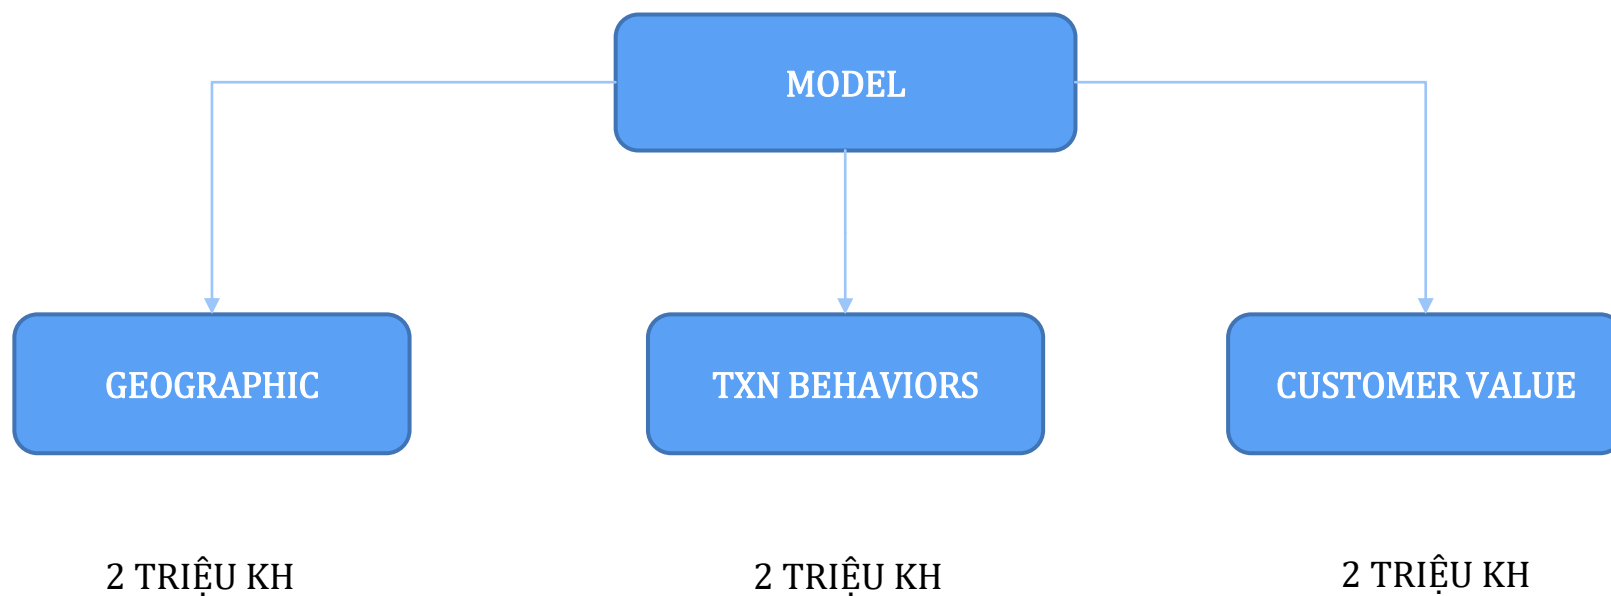 MODEL
GEOGRAPHIC
TXN BEHAVIORS
CUSTOMER VALUE
2 TRIỆU KH
2 TRIỆU KH
2 TRIỆU KH